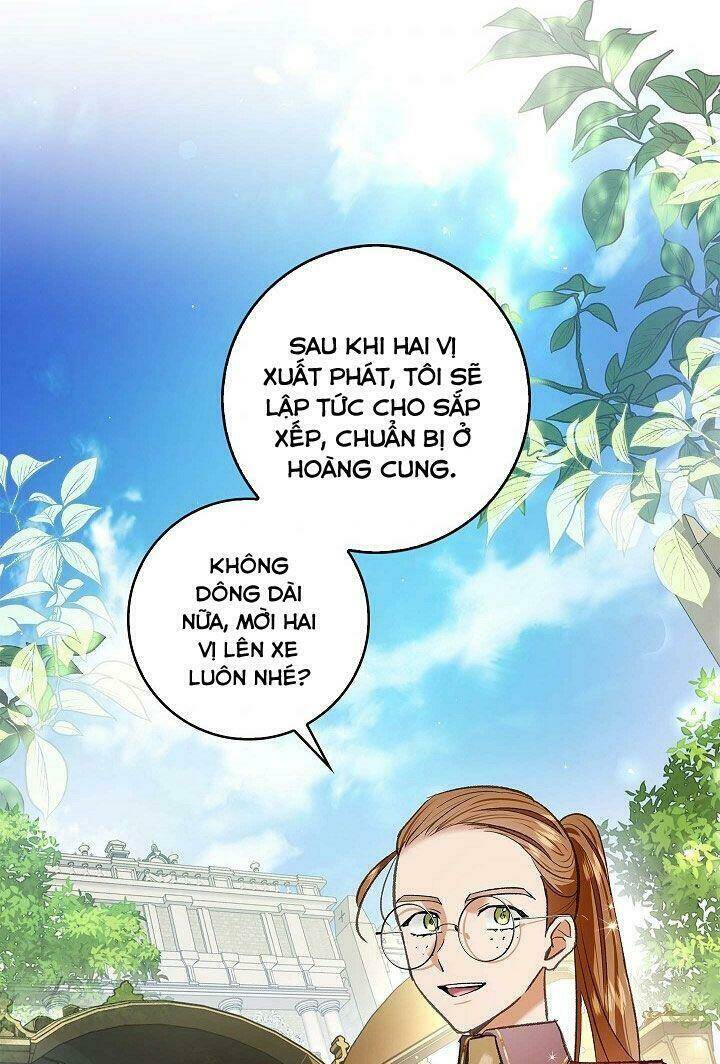 SAU KHI HAI VỊ
XUẤT PHÁT, TÔI SẼ
LẬP TỨC CHO SẮP
XẾP, CHUẨN BỊ Ở
HOÀNG CUNG.
KHÔNG
DÔNG DÀI
NỮA, MỜI HAI
VỊ LÊN XE
LUÔN NHÉ?